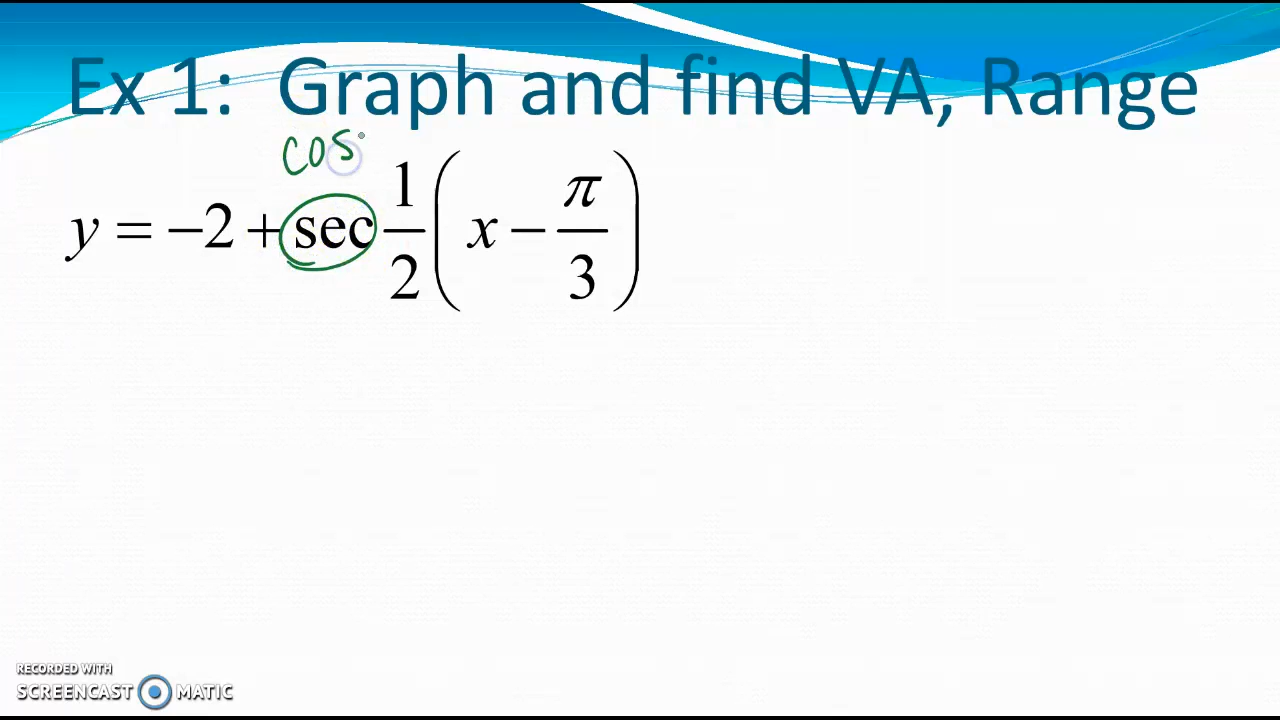 Ex 1: Graph and find VA, Range
cos
y = −2 + sec 1/2 (x − π/3)
RECORDED WITH
SCREENCAST MATIC